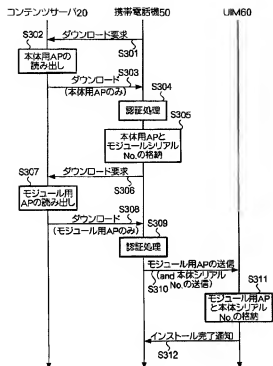 コンテンツサーバ20 携帯電話機50 UIM60
S302 ダウンロード要求
S301
本体用APの
読み出し
ダウンロード S303
(本体用APのみ)
S304
認証処理
S305
本体用APと
モジュールシリアル
No.の格納
S307 ダウンロード要求
S306
モジュール用
APの読み出し
ダウンロード S308
(モジュール用APのみ)
S309
認証処理
モジュール用APの送信
(and 本体シリアル
S310 No.の送信)
S311
モジュール用AP
と本体シリアル
No.の格納
インストール完了通知
S312